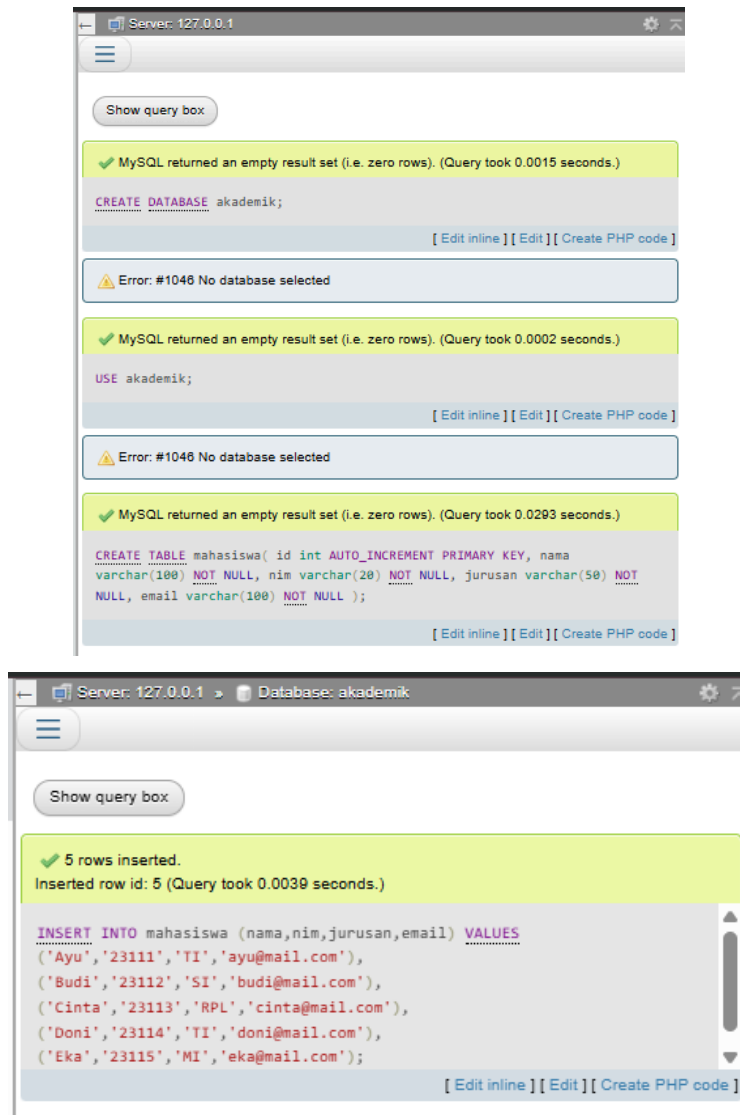 Server: 127.0.0.1
Show query box
MySQL returned an empty result set (i.e. zero rows). (Query took 0.0015 seconds.)
CREATE DATABASE akademik;
[ Edit inline ] [ Edit ] [ Create PHP code ]
Error: #1046 No database selected
MySQL returned an empty result set (i.e. zero rows). (Query took 0.0002 seconds.)
USE akademik;
[ Edit inline ] [ Edit ] [ Create PHP code ]
Error: #1046 No database selected
MySQL returned an empty result set (i.e. zero rows). (Query took 0.0293 seconds.)
CREATE TABLE mahasiswa( id int AUTO_INCREMENT PRIMARY KEY, nama
varchar(100) NOT NULL, nim varchar(20) NOT NULL, jurusan varchar(50) NOT
NULL, email varchar(100) NOT NULL );
[ Edit inline ] [ Edit ] [ Create PHP code ]
Server: 127.0.0.1 » Database: akademik
Show query box
5 rows inserted.
Inserted row id: 5 (Query took 0.0039 seconds.)
INSERT INTO mahasiswa (nama,nim,jurusan,email) VALUES
('Ayu','23111','TI','ayu@mail.com'),
('Budi','23112','SI','budi@mail.com'),
('Cinta','23113','RPL','cinta@mail.com'),
('Doni','23114','TI','doni@mail.com'),
('Eka','23115','MI','eka@mail.com');
[ Edit inline ] [ Edit ] [ Create PHP code ]